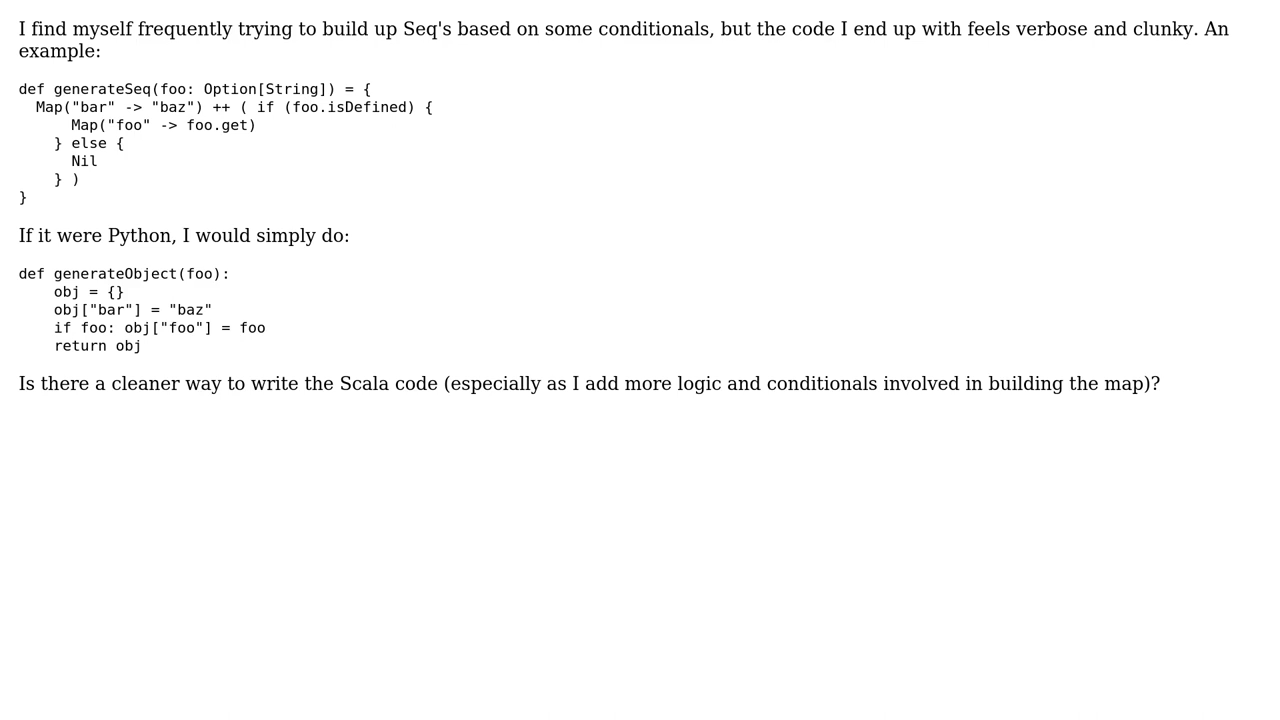 I find myself frequently trying to build up Seq's based on some conditionals, but the code I end up with feels verbose and clunky. An
example:
def generateSeq(foo: Option[String]) = {
  Map("bar" -> "baz") ++ ( if (foo.isDefined) {
      Map("foo" -> foo.get)
    } else {
      Nil
    } )
}
If it were Python, I would simply do:
def generateObject(foo):
    obj = {}
    obj["bar"] = "baz"
    if foo: obj["foo"] = foo
    return obj
Is there a cleaner way to write the Scala code (especially as I add more logic and conditionals involved in building the map)?